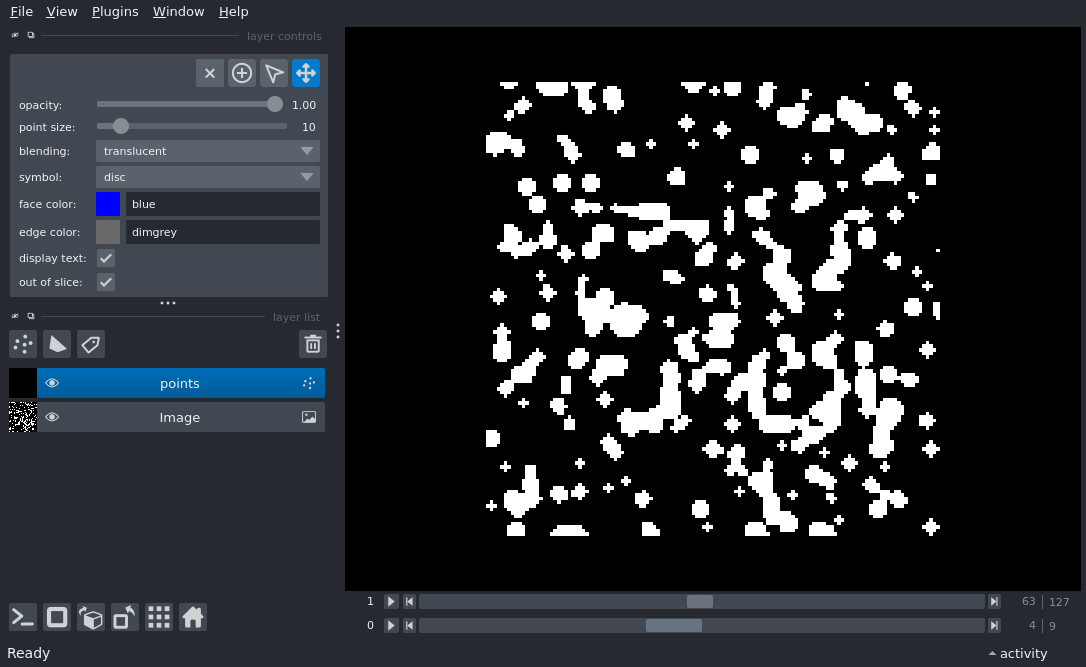 File View Plugins Window Help
layer controls
opacity: 1.00
point size: 10
blending: translucent
symbol: disc
face color: blue
edge color: dimgrey
display text:
out of slice:
layer list
points
Image
1 63 | 127
0 4 | 9
Ready activity